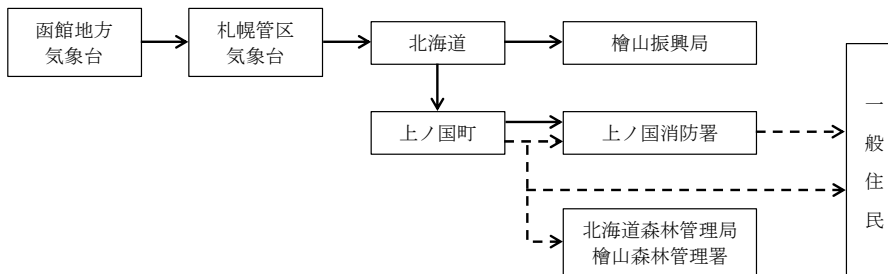 函館地方
気象台
札幌管区
気象台
北海道
檜山振興局
上ノ国町
上ノ国消防署
北海道森林管理局
檜山森林管理署
一般住民